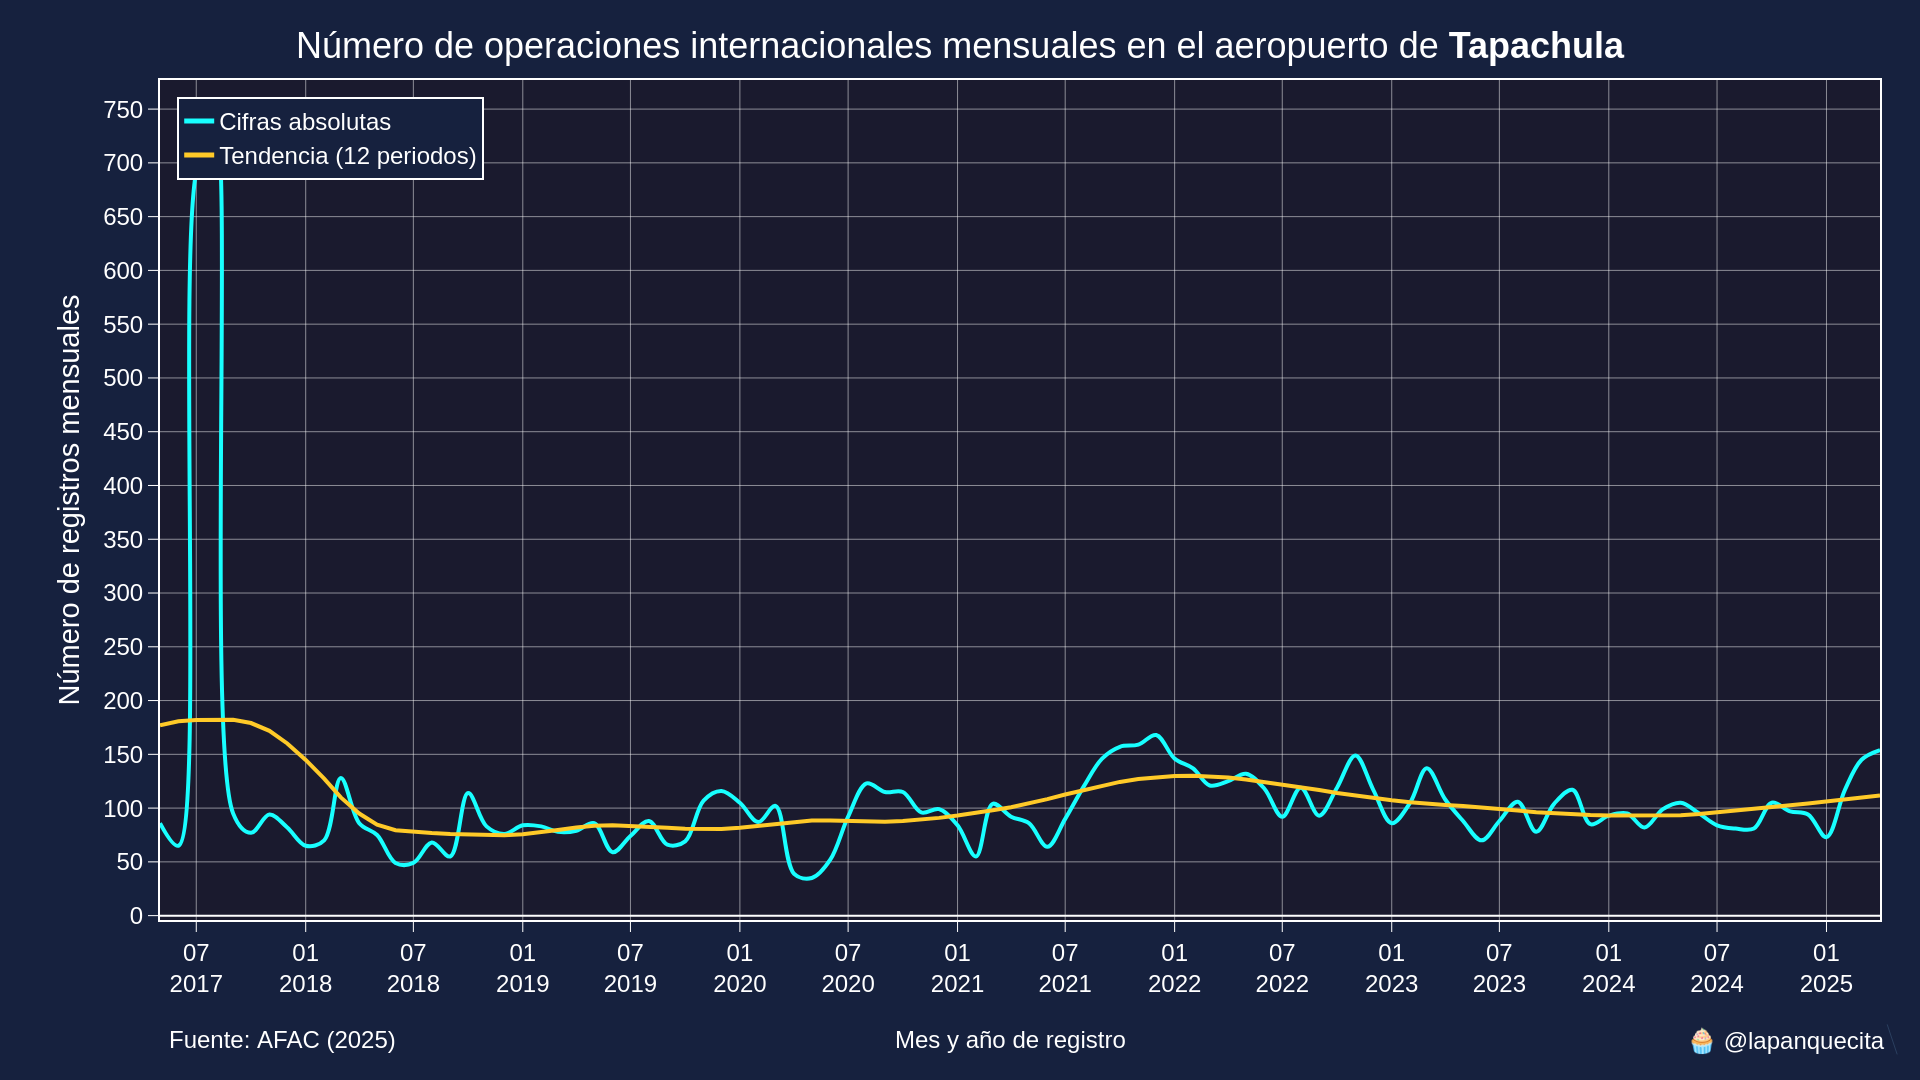 Número de operaciones internacionales mensuales en el aeropuerto de Tapachula
Cifras absolutas
Tendencia (12 periodos)
Número de registros mensuales
750
700
650
600
550
500
450
400
350
300
250
200
150
100
50
0
07 01 07 01 07 01 07 01 07 01 07 01 07 01 07 01
2017 2018 2018 2019 2019 2020 2020 2021 2021 2022 2022 2023 2023 2024 2024 2025
Fuente: AFAC (2025)
Mes y año de registro
🧁 @lapanquecita